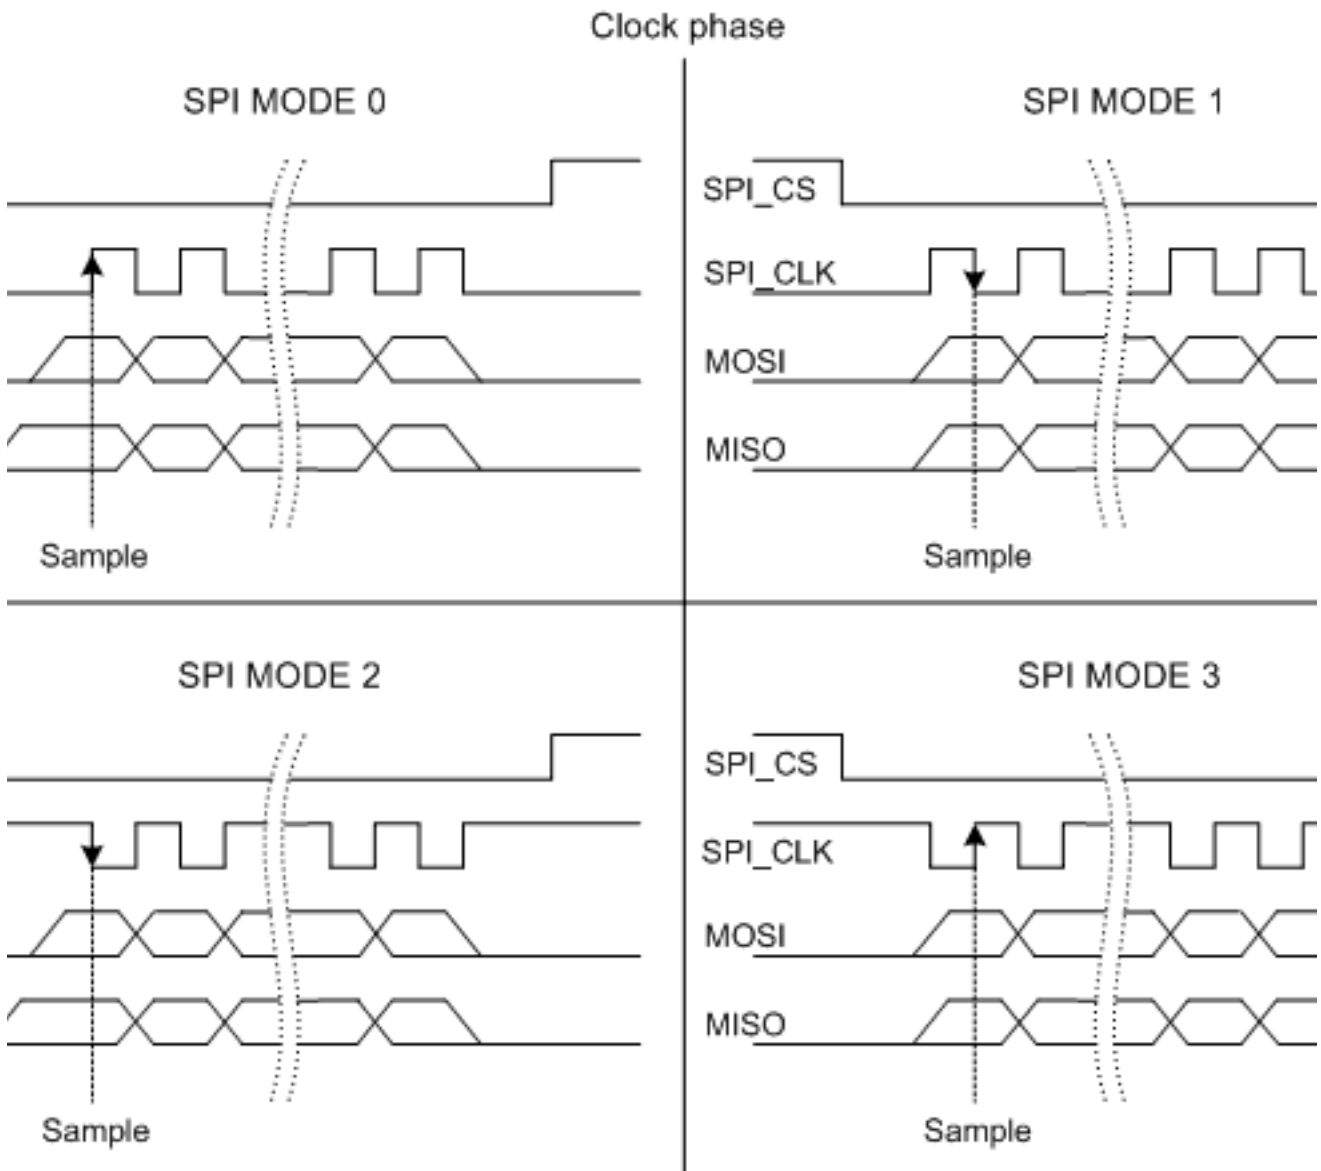 Clock phase
SPI MODE 0
SPI MODE 1
SPI_CS
SPI_CLK
MOSI
MISO
Sample
Sample
SPI MODE 2
SPI MODE 3
SPI_CS
SPI_CLK
MOSI
MISO
Sample
Sample